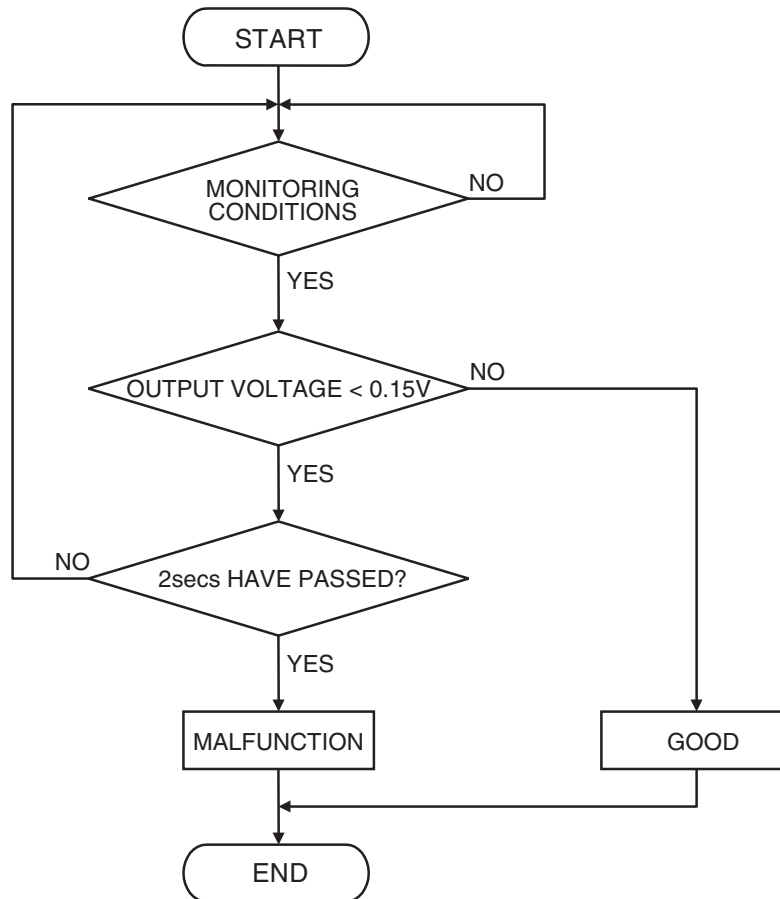 START
NO
MONITORING
CONDITIONS
YES
NO
OUTPUT VOLTAGE < 0.15V
YES
NO
2secs HAVE PASSED?
YES
MALFUNCTION
GOOD
END